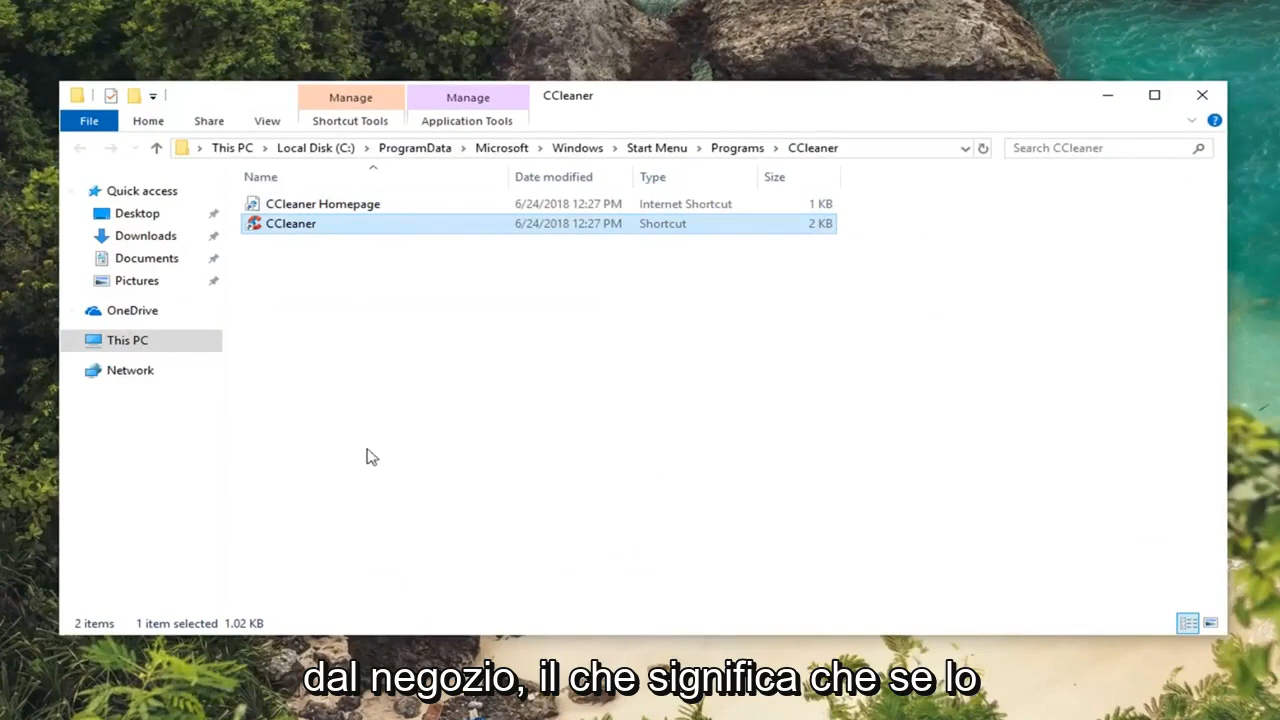 Manage Manage CCleaner
File Home Share View Shortcut Tools Application Tools
This PC Local Disk (C:) ProgramData Microsoft Windows Start Menu Programs CCleaner Search CCleaner
Name Date modified Type Size
Quick access
Desktop
Downloads
Documents
Pictures
OneDrive
This PC
Network
CCleaner Homepage 6/24/2018 12:27 PM Internet Shortcut 1 KB
CCleaner 6/24/2018 12:27 PM Shortcut 2 KB
2 items 1 item selected 1.02 KB
dal negozio, il che significa che se lo